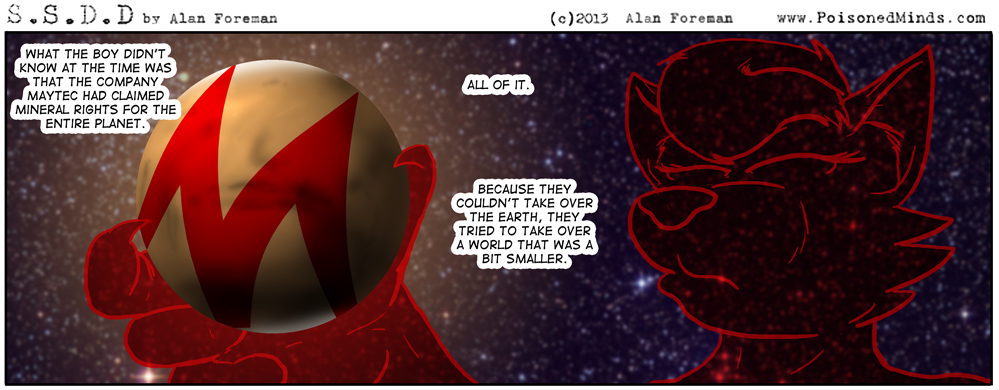 S.S.D.D by Alan Foreman (c)2013 Alan Foreman www.PoisonedMinds.com
WHAT THE BOY DIDN'T
KNOW AT THE TIME WAS
THAT THE COMPANY
MAYTEC HAD CLAIMED
MINERAL RIGHTS FOR THE
ENTIRE PLANET.
ALL OF IT.
BECAUSE THEY
COULDN'T TAKE OVER
THE EARTH, THEY
TRIED TO TAKE OVER
A WORLD THAT WAS A
BIT SMALLER.
M